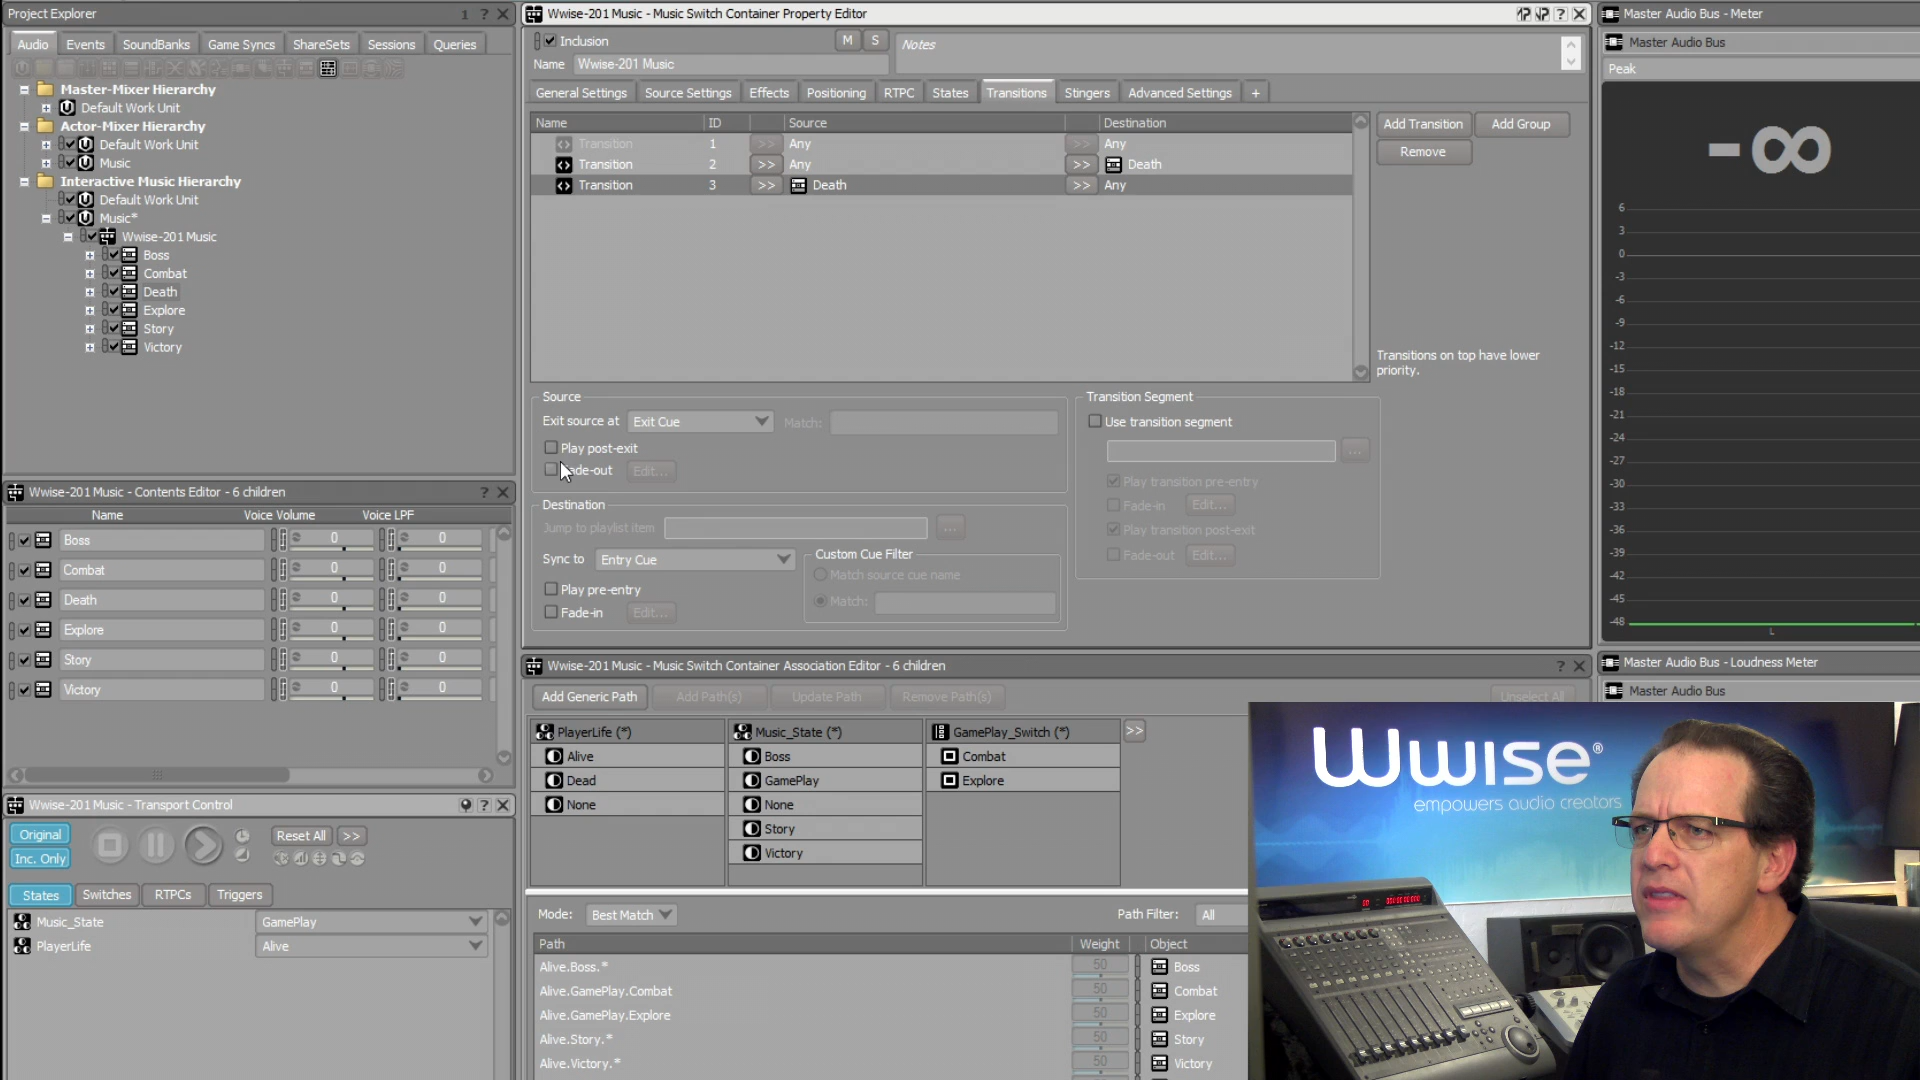 Project Explorer
1 ? X
Audio Events SoundBanks Game Syncs ShareSets Sessions Queries
Master-Mixer Hierarchy
Default Work Unit
Actor-Mixer Hierarchy
Default Work Unit
Music
Interactive Music Hierarchy
Default Work Unit
Music*
Wwise-201 Music
Boss
Combat
Death
Explore
Story
Victory
Wwise-201 Music - Contents Editor - 6 children
Name Voice Volume Voice LPF
Boss 0 0
Combat 0 0
Death 0 0
Explore 0 0
Story 0 0
Victory 0 0
Wwise-201 Music - Transport Control
Original
Inc. Only
Reset All >>
States Switches RTPCs Triggers
Music_State GamePlay
PlayerLife Alive
Wwise-201 Music - Music Switch Container Property Editor
Inclusion M S Notes
Name Wwise-201 Music
General Settings Source Settings Effects Positioning RTPC States Transitions Stingers Advanced Settings +
Name ID Source Destination
Transition 1 >> Any >> Any
Transition 2 >> Any >> Death
Transition 3 >> Death >> Any
Add Transition Add Group
Remove
Transitions on top have lower
priority.
Source
Exit source at Exit Cue Match:
Play post-exit
de-out Edit...
Destination
Jump to playlist item ...
Sync to Entry Cue
Play pre-entry
Fade-in Edit...
Custom Cue Filter
Match source cue name
Match:
Transition Segment
Use transition segment
...
Play transition pre-entry
Fade-in Edit...
Play transition post-exit
Fade-out Edit...
Wwise-201 Music - Music Switch Container Association Editor - 6 children
Add Generic Path Add Path(s) Update Path Remove Path(s) Unselect All
PlayerLife (*) Music_State (*) GamePlay_Switch (*) >>
Alive Boss Combat
Dead GamePlay Explore
None None
Story
Victory
Mode: Best Match Path Filter: All
Path Weight Object
Alive.Boss.* 50 Boss
Alive.GamePlay.Combat 50 Combat
Alive.GamePlay.Explore 50 Explore
Alive.Story.* 50 Story
Alive.Victory.* 50 Victory
Master Audio Bus - Meter
Master Audio Bus
Peak
-∞
6
3
0
-3
-6
-9
-12
-15
-18
-21
-24
-27
-30
-33
-36
-39
-42
-45
-48
L
Master Audio Bus - Loudness Meter
Master Audio Bus
Wwise®
empowers audio creators